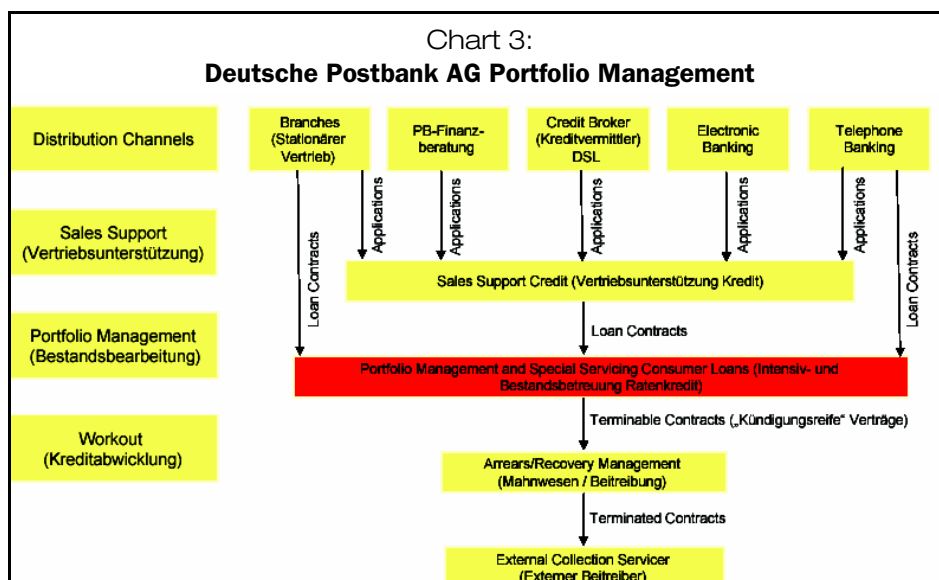 Chart 3:
Deutsche Postbank AG Portfolio Management
Distribution Channels
Branches
(Stationärer
Vertrieb)
PB-Finanz-
beratung
Credit Broker
(Kreditvermittler)
DSL
Electronic
Banking
Telephone
Banking
Loan Contracts
Applications
Applications
Applications
Applications
Applications
Loan Contracts
Sales Support
(Vertriebsunterstützung)
Sales Support Credit (Vertriebsunterstützung Kredit)
Loan Contracts
Portfolio Management
(Bestandsbearbeitung)
Portfolio Management and Special Servicing Consumer Loans (Intensiv- und
Bestandsbetreuung Ratenkredit)
Terminable Contracts („Kündigungsreife“ Verträge)
Workout
(Kreditabwicklung)
Arrears/Recovery Management
(Mahnwesen / Beitreibung)
Terminated Contracts
External Collection Servicer
(Externer Beitreiber)